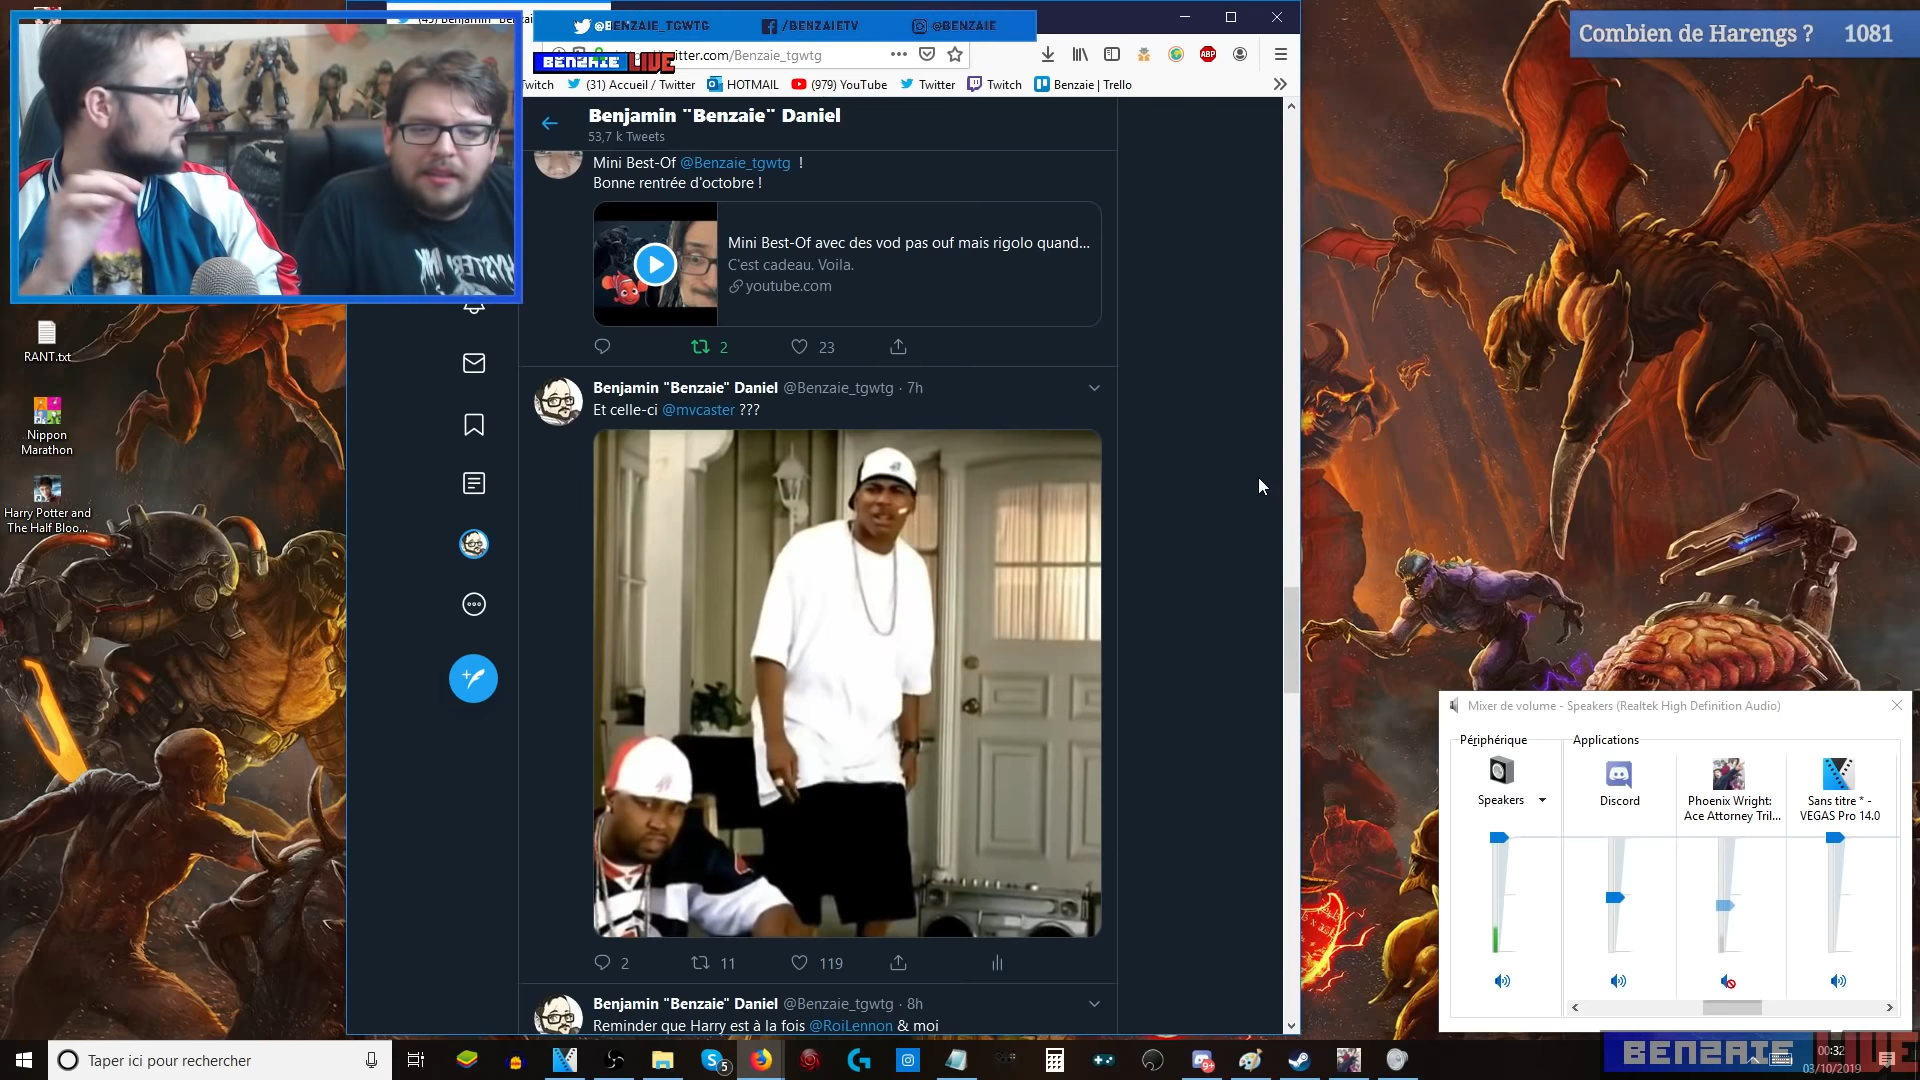 @BENZAIE_TGWTG
/BENZAIETV
@BENZAIE
Combien de Harengs ? 1081
BENZAIE LIVE
itter.com/Benzaie_tgwtg
ABP
witch
(31) Accueil / Twitter
HOTMAIL
(979) YouTube
Twitter
Twitch
Benzaie | Trello
Benjamin "Benzaie" Daniel
53,7 k Tweets
Mini Best-Of @Benzaie_tgwtg !
Bonne rentrée d'octobre !
Mini Best-Of avec des vod pas ouf mais rigolo quand...
C'est cadeau. Voila.
youtube.com
2
23
RANT.txt
Nippon
Marathon
Harry Potter and
The Half Bloo...
Benjamin "Benzaie" Daniel @Benzaie_tgwtg · 7h
Et celle-ci @mvcaster ???
2
11
119
Benjamin "Benzaie" Daniel @Benzaie_tgwtg · 8h
Reminder que Harry est à la fois @RoiLennon & moi
Mixer de volume - Speakers (Realtek High Definition Audio)
Périphérique
Applications
Speakers
Discord
Phoenix Wright:
Ace Attorney Tril...
Sans titre * -
VEGAS Pro 14.0
Taper ici pour rechercher
5
9+
BENZAIE LIVE
00:32
03/10/2019